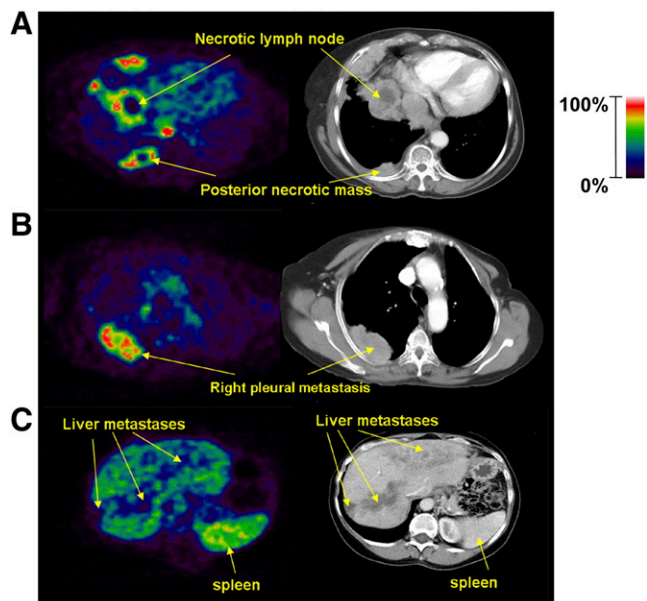 A
Necrotic lymph node
100%
0%
Posterior necrotic mass
B
Right pleural metastasis
C
Liver metastases
Liver metastases
spleen
spleen